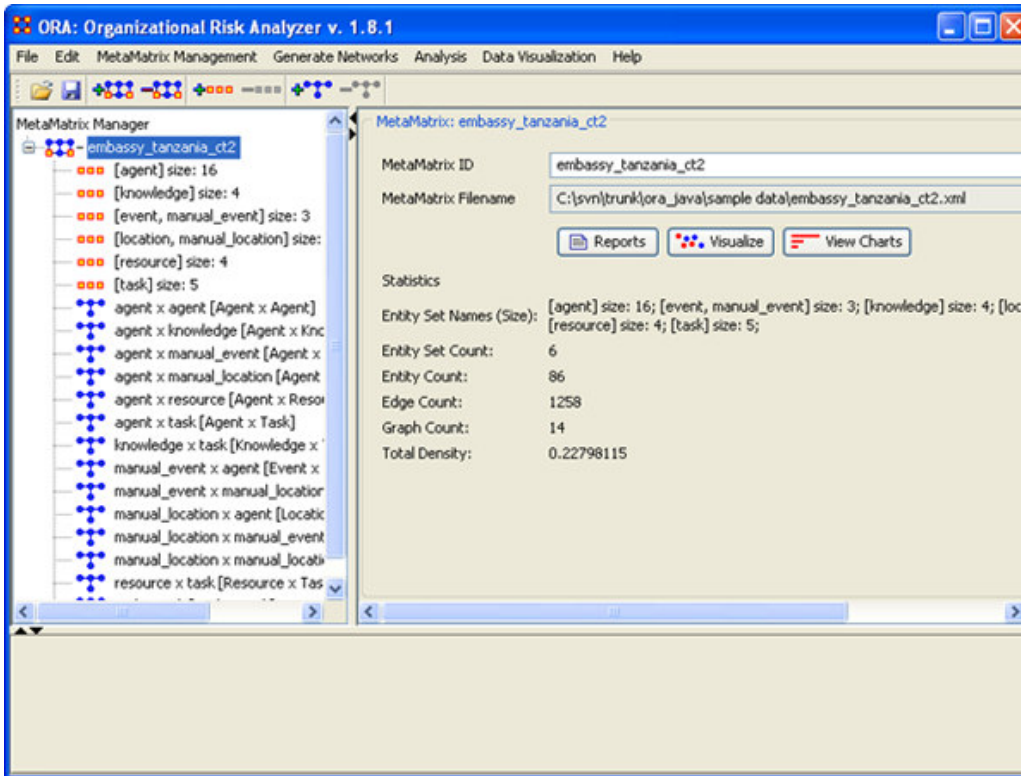 ORA: Organizational Risk Analyzer v. 1.8.1
File Edit MetaMatrix Management Generate Networks Analysis Data Visualization Help
MetaMatrix Manager
embassy_tanzania_ct2
[agent] size: 16
[knowledge] size: 4
[event, manual_event] size: 3
[location, manual_location] size:
[resource] size: 4
[task] size: 5
agent x agent [Agent x Agent]
agent x knowledge [Agent x Knc
agent x manual_event [Agent x
agent x manual_location [Agent
agent x resource [Agent x Resou
agent x task [Agent x Task]
knowledge x task [Knowledge x
manual_event x agent [Event x
manual_event x manual_location
manual_location x agent [Locatic
manual_location x manual_event
manual_location x manual_locati
resource x task [Resource x Tas
MetaMatrix: embassy_tanzania_ct2
MetaMatrix ID embassy_tanzania_ct2
MetaMatrix Filename C:\svn\trunk\ora_java\sample data\embassy_tanzania_ct2.xml
Reports Visualize View Charts
Statistics
Entity Set Names (Size): [agent] size: 16; [event, manual_event] size: 3; [knowledge] size: 4; [loc
[resource] size: 4; [task] size: 5;
Entity Set Count: 6
Entity Count: 86
Edge Count: 1258
Graph Count: 14
Total Density: 0.22798115